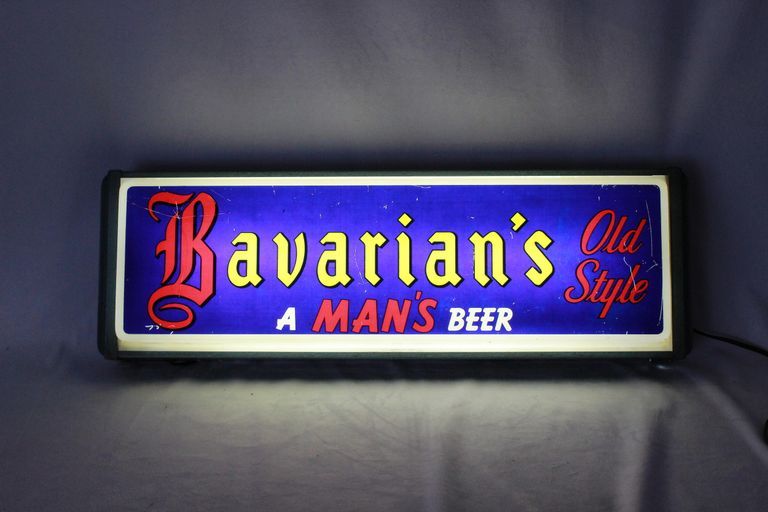 Bavarian's
Old
Style
A MAN'S BEER